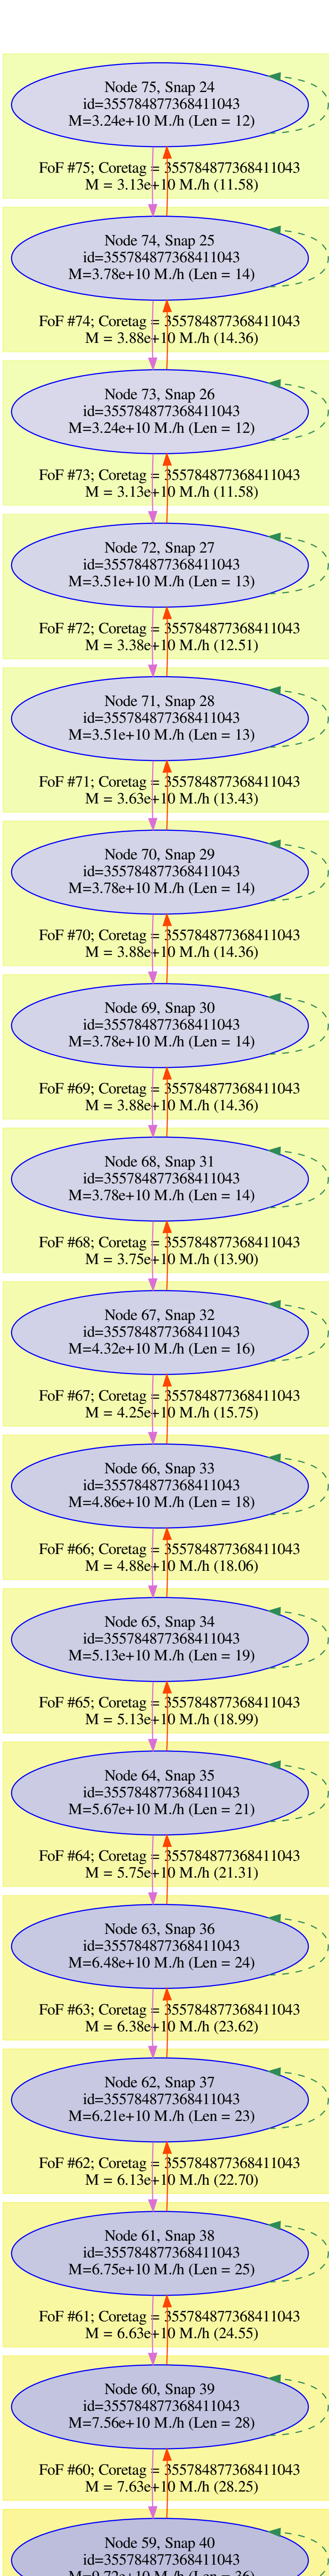 Node 75, Snap 24
id=355784877368411043
M=3.24e+10 M./h (Len = 12)
FoF #75; Coretag = 355784877368411043
M = 3.13e+10 M./h (11.58)
Node 74, Snap 25
id=355784877368411043
M=3.78e+10 M./h (Len = 14)
FoF #74; Coretag = 355784877368411043
M = 3.88e+10 M./h (14.36)
Node 73, Snap 26
id=355784877368411043
M=3.24e+10 M./h (Len = 12)
FoF #73; Coretag = 355784877368411043
M = 3.13e+10 M./h (11.58)
Node 72, Snap 27
id=355784877368411043
M=3.51e+10 M./h (Len = 13)
FoF #72; Coretag = 355784877368411043
M = 3.38e+10 M./h (12.51)
Node 71, Snap 28
id=355784877368411043
M=3.51e+10 M./h (Len = 13)
FoF #71; Coretag = 355784877368411043
M = 3.63e+10 M./h (13.43)
Node 70, Snap 29
id=355784877368411043
M=3.78e+10 M./h (Len = 14)
FoF #70; Coretag = 355784877368411043
M = 3.88e+10 M./h (14.36)
Node 69, Snap 30
id=355784877368411043
M=3.78e+10 M./h (Len = 14)
FoF #69; Coretag = 355784877368411043
M = 3.88e+10 M./h (14.36)
Node 68, Snap 31
id=355784877368411043
M=3.78e+10 M./h (Len = 14)
FoF #68; Coretag = 355784877368411043
M = 3.75e+10 M./h (13.90)
Node 67, Snap 32
id=355784877368411043
M=4.32e+10 M./h (Len = 16)
FoF #67; Coretag = 355784877368411043
M = 4.25e+10 M./h (15.75)
Node 66, Snap 33
id=355784877368411043
M=4.86e+10 M./h (Len = 18)
FoF #66; Coretag = 355784877368411043
M = 4.88e+10 M./h (18.06)
Node 65, Snap 34
id=355784877368411043
M=5.13e+10 M./h (Len = 19)
FoF #65; Coretag = 355784877368411043
M = 5.13e+10 M./h (18.99)
Node 64, Snap 35
id=355784877368411043
M=5.67e+10 M./h (Len = 21)
FoF #64; Coretag = 355784877368411043
M = 5.75e+10 M./h (21.31)
Node 63, Snap 36
id=355784877368411043
M=6.48e+10 M./h (Len = 24)
FoF #63; Coretag = 355784877368411043
M = 6.38e+10 M./h (23.62)
Node 62, Snap 37
id=355784877368411043
M=6.21e+10 M./h (Len = 23)
FoF #62; Coretag = 355784877368411043
M = 6.13e+10 M./h (22.70)
Node 61, Snap 38
id=355784877368411043
M=6.75e+10 M./h (Len = 25)
FoF #61; Coretag = 355784877368411043
M = 6.63e+10 M./h (24.55)
Node 60, Snap 39
id=355784877368411043
M=7.56e+10 M./h (Len = 28)
FoF #60; Coretag = 355784877368411043
M = 7.63e+10 M./h (28.25)
Node 59, Snap 40
id=355784877368411043
M=9.72e+10 M./h (Len = 36)